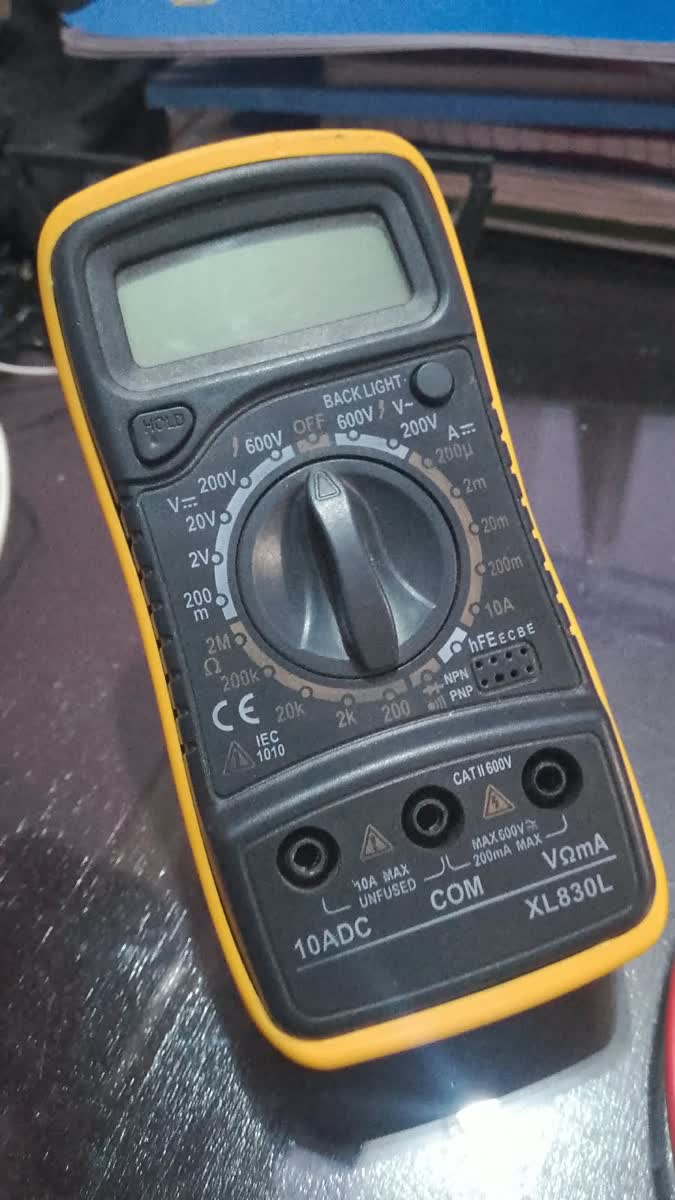 BACK LIGHT
HOLD
OFF
600V
600V V~
200V
200V
A
200µ
V
20V
2m
2V
20m
200
m
200m
10A
2M
Ω
200k
20k
2k
200
hFE E C B E
NPN
PNP
CE
IEC
1010
CAT II 600V
10A MAX
UNFUSED
MAX 600V
200mA MAX
10ADC
COM
VΩmA
XL830L